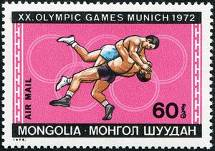 XX. OLYMPIC GAMES MUNICH 1972
AIR MAIL
60
MONGOLIA · МОНГОЛ ШУУДАН